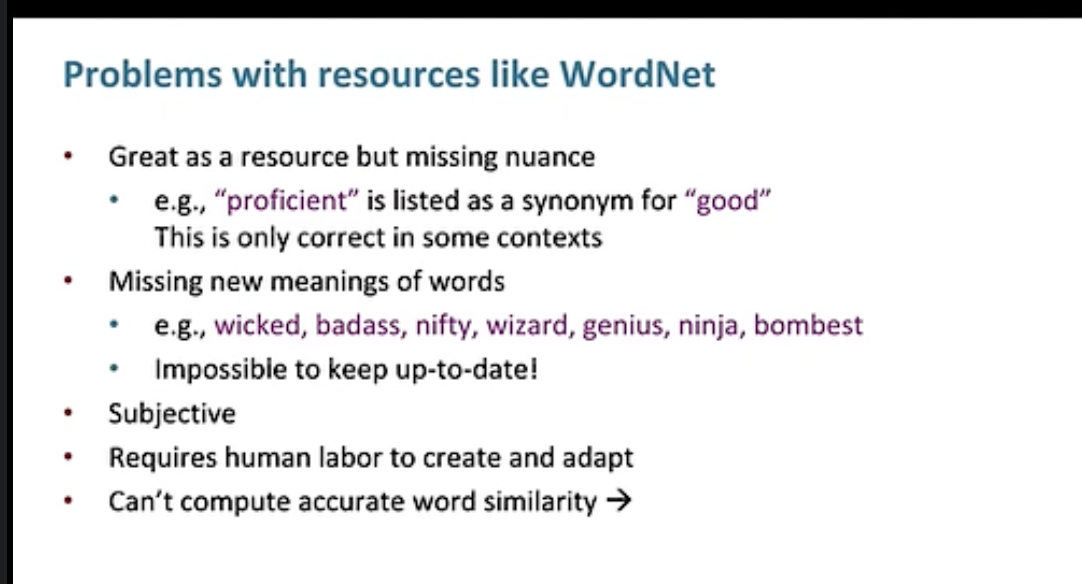 Problems with resources like WordNet
• Great as a resource but missing nuance
• e.g., “proficient” is listed as a synonym for “good”
This is only correct in some contexts
• Missing new meanings of words
• e.g., wicked, badass, nifty, wizard, genius, ninja, bombest
• Impossible to keep up-to-date!
• Subjective
• Requires human labor to create and adapt
• Can’t compute accurate word similarity →